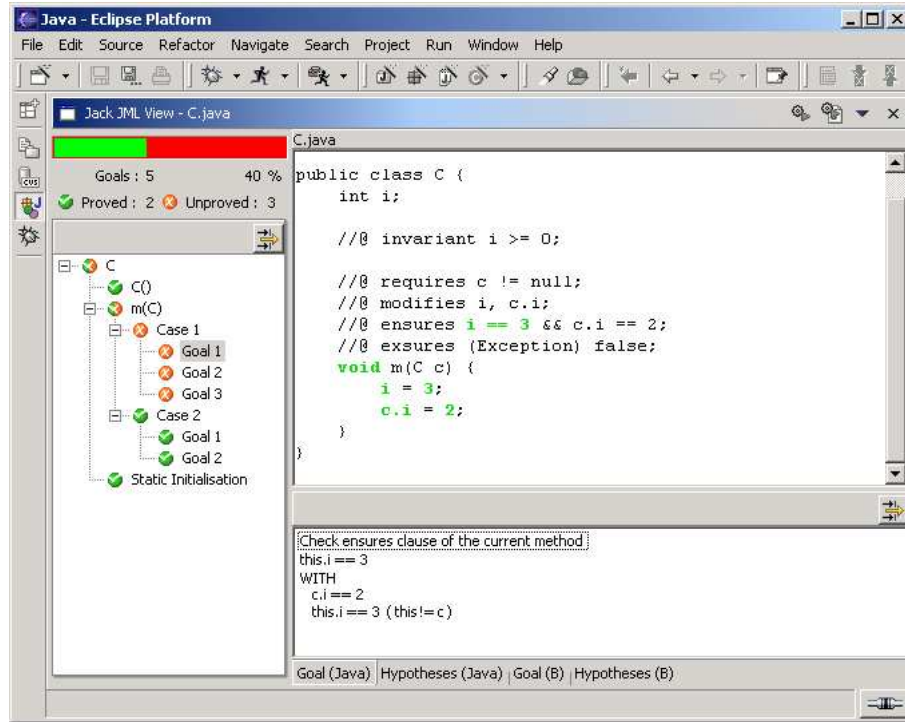 Java - Eclipse Platform
File Edit Source Refactor Navigate Search Project Run Window Help
Jack JML View - C.java
Goals : 5 40 %
Proved : 2 Unproved : 3
C
C()
m(C)
Case 1
Goal 1
Goal 2
Goal 3
Case 2
Goal 1
Goal 2
Static Initialisation
C.java
public class C {
int i;
//@ invariant i >= 0;
//@ requires c != null;
//@ modifies i, c.i;
//@ ensures i == 3 && c.i == 2;
//@ exsures (Exception) false;
void m(C c) {
i = 3;
c.i = 2;
}
}
Check ensures clause of the current method
this.i == 3
WITH
c.i == 2
this.i == 3 (this!=c)
Goal (Java) Hypotheses (Java) Goal (B) Hypotheses (B)